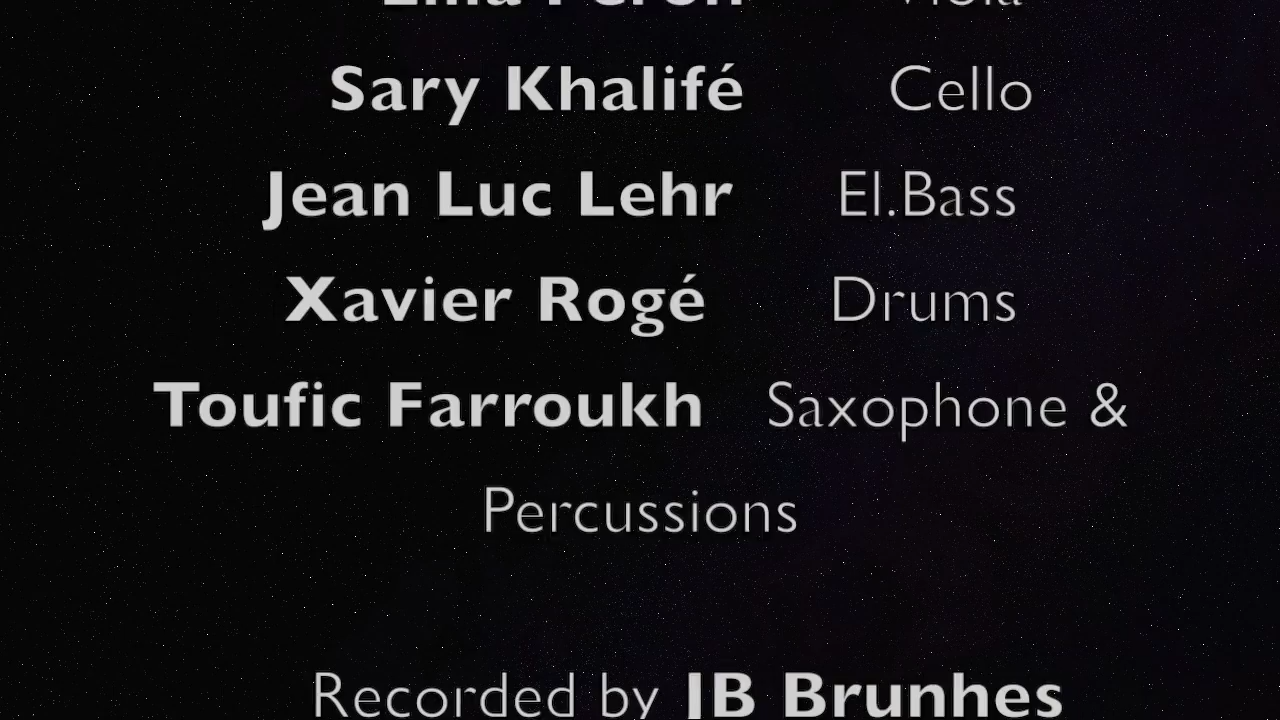 Viola
Sary Khalifé Cello
Jean Luc Lehr El.Bass
Xavier Rogé Drums
Toufic Farroukh Saxophone &
Percussions
Recorded by JB Brunhes